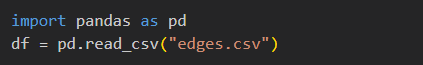 import pandas as pd
df = pd.read_csv("edges.csv")